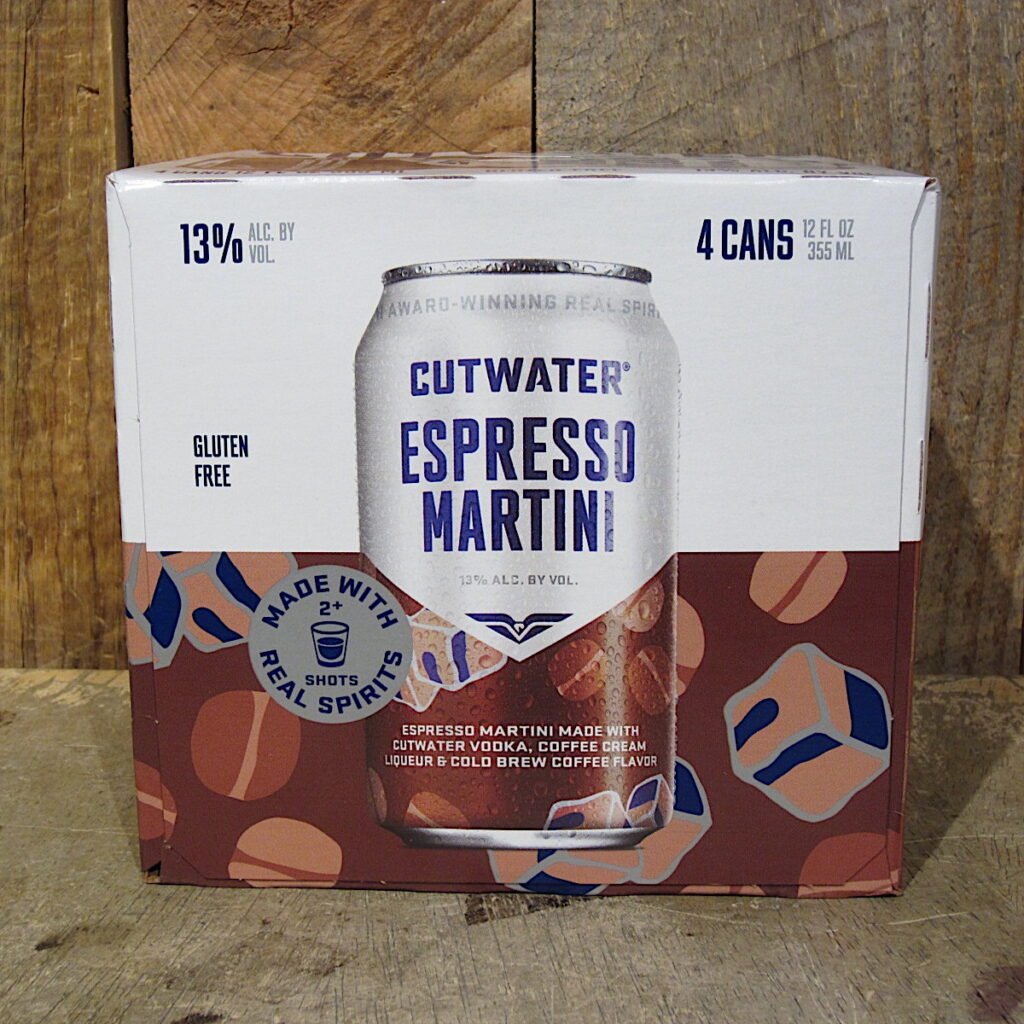 13% ALC. BY
VOL.
4 CANS 12 FL OZ
355 ML
AWARD-WINNING REAL
CUTWATER®
ESPRESSO
MARTINI
13% ALC. BY VOL.
GLUTEN
FREE
MADE WITH
2+
SHOTS
REAL SPIRITS
ESPRESSO MARTINI MADE WITH
CUTWATER VODKA, COFFEE CREAM
LIQUEUR & COLD BREW COFFEE FLAVOR